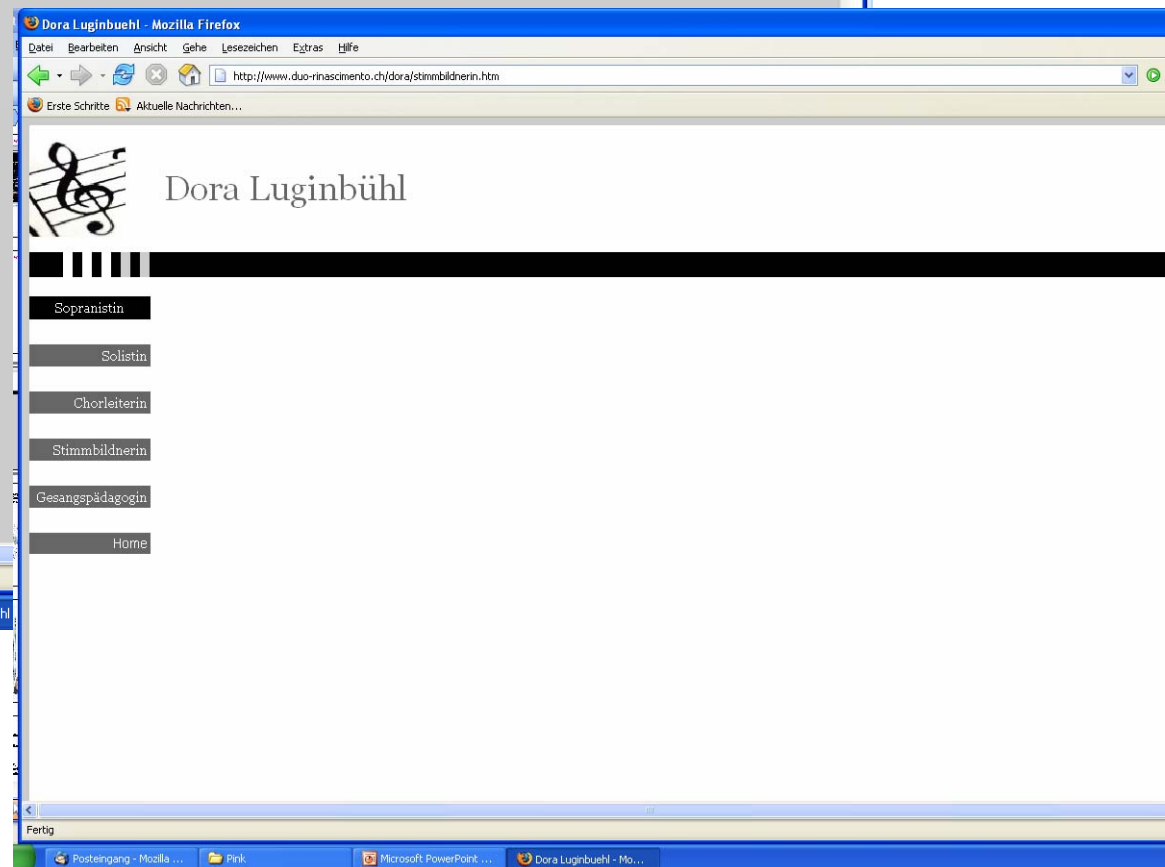 Dora Luginbuehl - Mozilla Firefox
Datei Bearbeiten Ansicht Gehe Lesezeichen Extras Hilfe
http://www.duo-rinascimento.ch/dora/stimmbildnerin.htm
Erste Schritte Aktuelle Nachrichten...
Dora Luginbühl
Sopranistin
Solistin
Chorleiterin
Stimmbildnerin
Gesangspädagogin
Home
hl
Fertig
Posteingang - Mozilla ... Pink Microsoft PowerPoint ... Dora Luginbuehl - Mo...